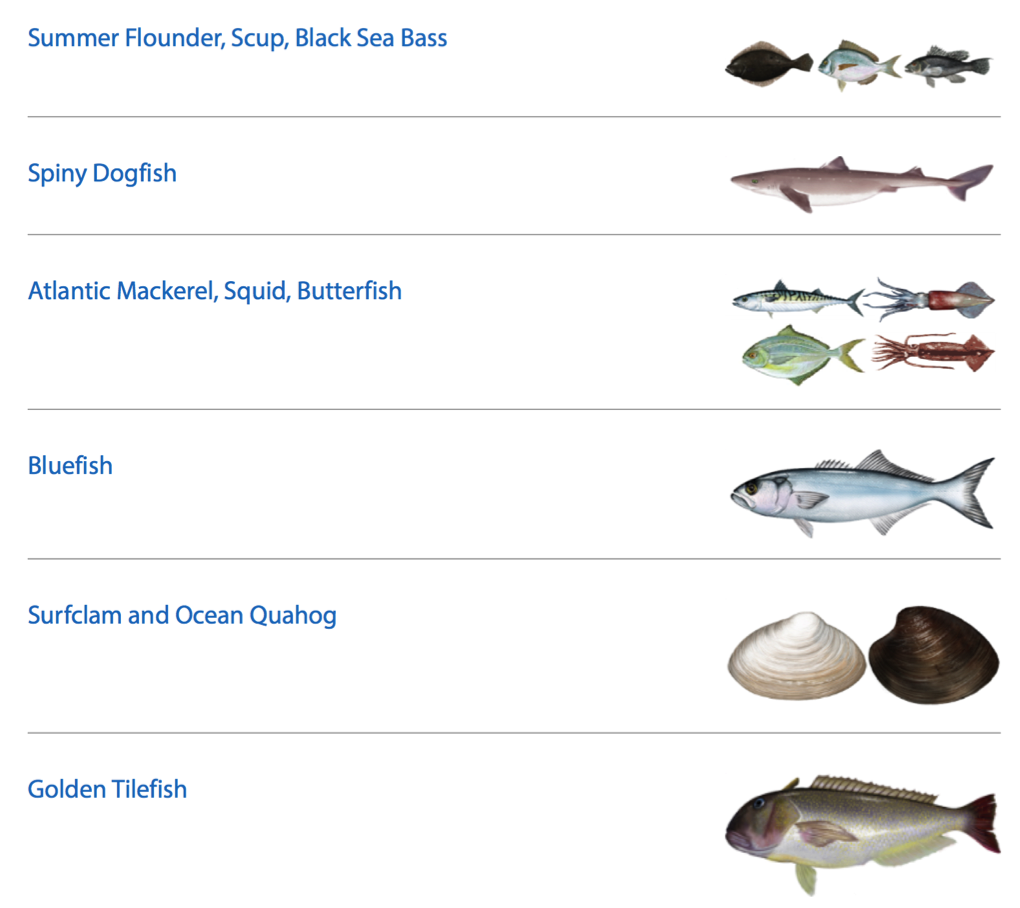 Summer Flounder, Scup, Black Sea Bass
Spiny Dogfish
Atlantic Mackerel, Squid, Butterfish
Bluefish
Surfclam and Ocean Quahog
Golden Tilefish